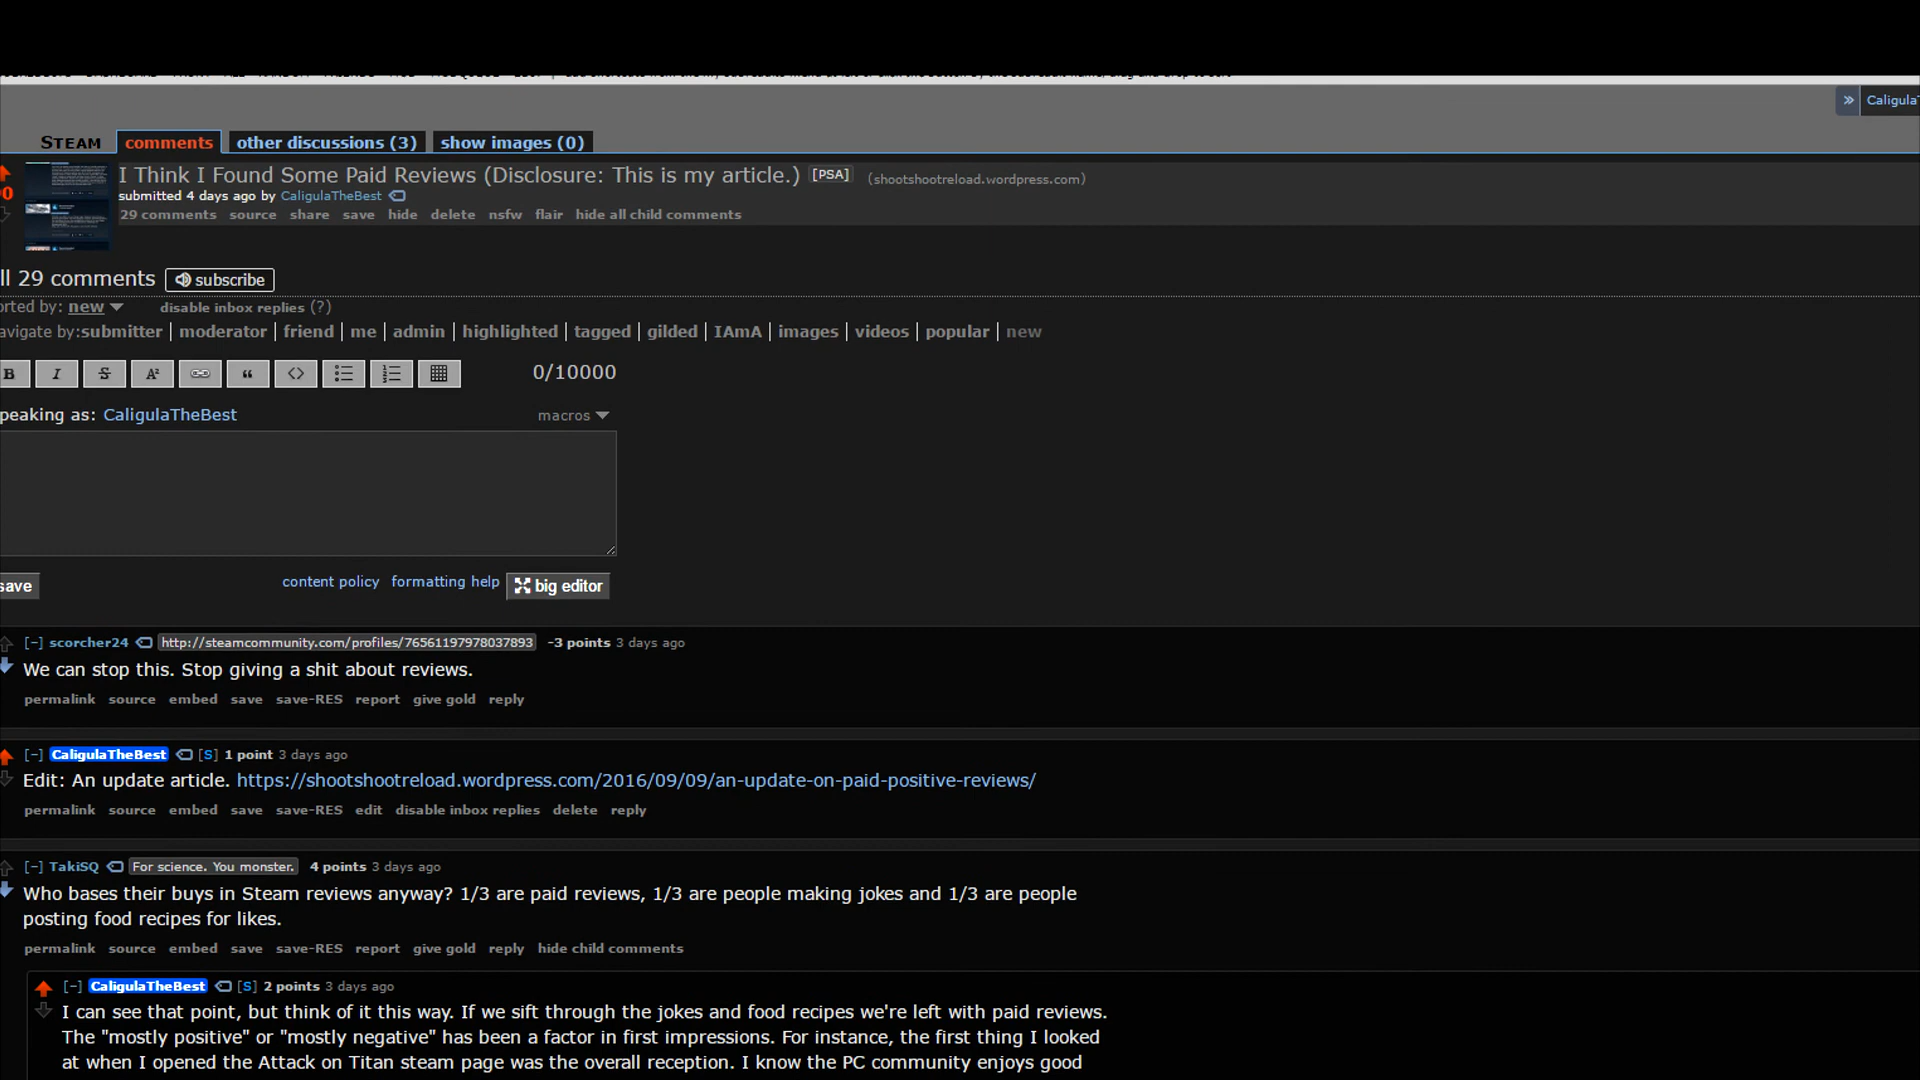 » Caligula
STEAM comments other discussions (3) show images (0)
I Think I Found Some Paid Reviews (Disclosure: This is my article.) [PSA] (shootshootreload.wordpress.com)
submitted 4 days ago by CaligulaTheBest
29 comments source share save hide delete nsfw flair hide all child comments
ll 29 comments subscribe
orted by: new disable inbox replies (?)
avigate by:submitter | moderator | friend | me | admin | highlighted | tagged | gilded | IAmA | images | videos | popular | new
B I S A² “ <> 0/10000
peaking as: CaligulaTheBest macros
save content policy formatting help big editor
[-] scorcher24 http://steamcommunity.com/profiles/76561197978037893 -3 points 3 days ago
We can stop this. Stop giving a shit about reviews.
permalink source embed save save-RES report give gold reply
[-] CaligulaTheBest [S] 1 point 3 days ago
Edit: An update article. https://shootshootreload.wordpress.com/2016/09/09/an-update-on-paid-positive-reviews/
permalink source embed save save-RES edit disable inbox replies delete reply
[-] TakiSQ For science. You monster. 4 points 3 days ago
Who bases their buys in Steam reviews anyway? 1/3 are paid reviews, 1/3 are people making jokes and 1/3 are people
posting food recipes for likes.
permalink source embed save save-RES report give gold reply hide child comments
[-] CaligulaTheBest [S] 2 points 3 days ago
I can see that point, but think of it this way. If we sift through the jokes and food recipes we're left with paid reviews.
The "mostly positive" or "mostly negative" has been a factor in first impressions. For instance, the first thing I looked
at when I opened the Attack on Titan steam page was the overall reception. I know the PC community enjoys good